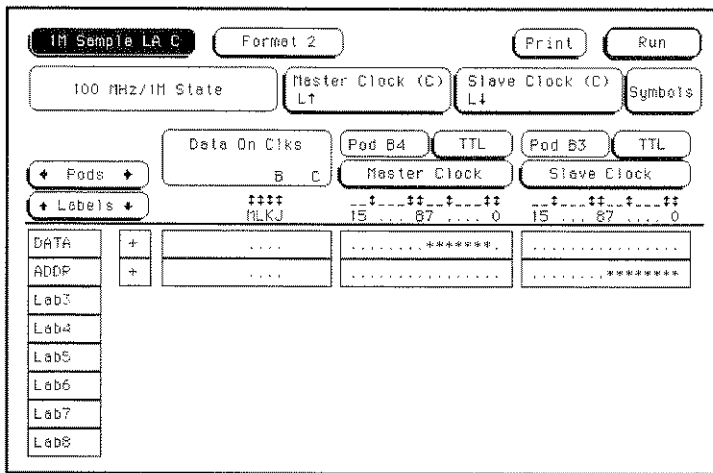 1M Sample LA C Format 2 Print Run
100 MHz/1M State Master Clock (C) L↑ Slave Clock (C) L↓ Symbols
Data On Clks Pod B4 TTL Pod B3 TTL
← Pods → B C Master Clock Slave Clock
↑ Labels ↓ MLKJ 15 ... 87 .... 0 15 ... 87 .... 0
DATA + .... ........*******. ................
ADDR + .... ................ ........********
Lab3
Lab4
Lab5
Lab6
Lab7
Lab8